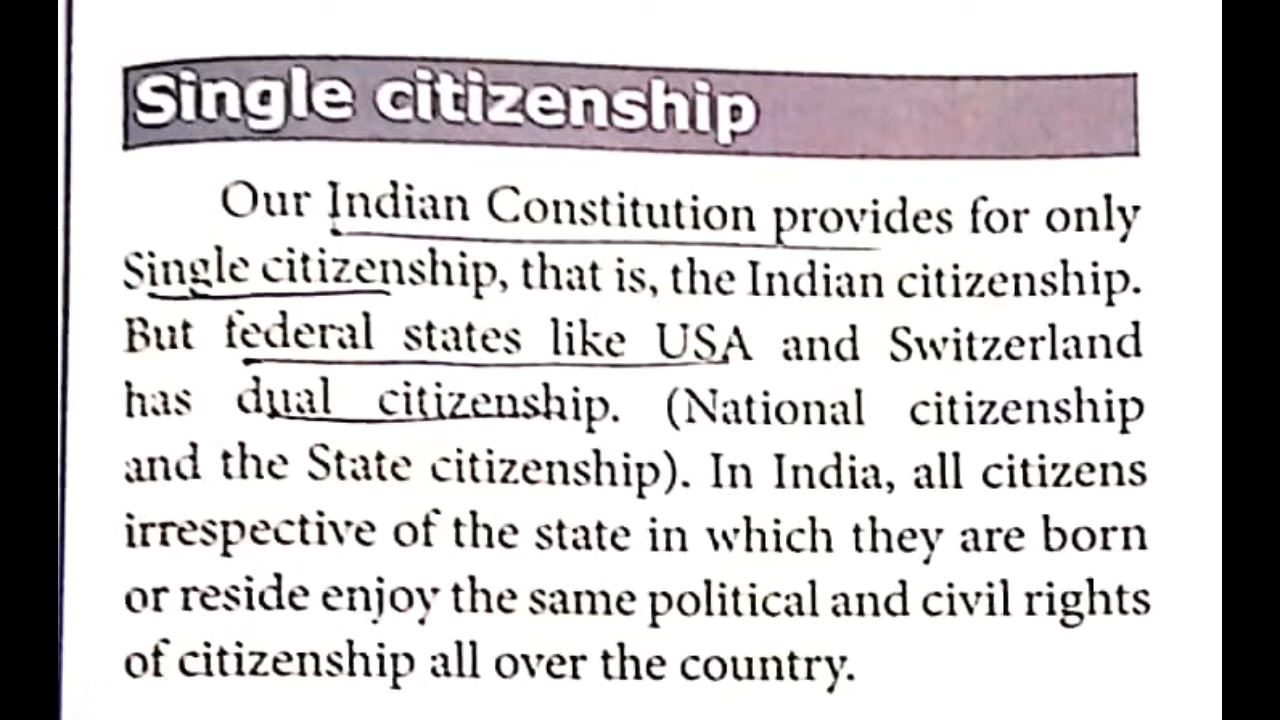 Single citizenship
Our Indian Constitution provides for only
Single citizenship, that is, the Indian citizenship.
But federal states like USA and Switzerland
has dual citizenship. (National citizenship
and the State citizenship). In India, all citizens
irrespective of the state in which they are born
or reside enjoy the same political and civil rights
of citizenship all over the country.